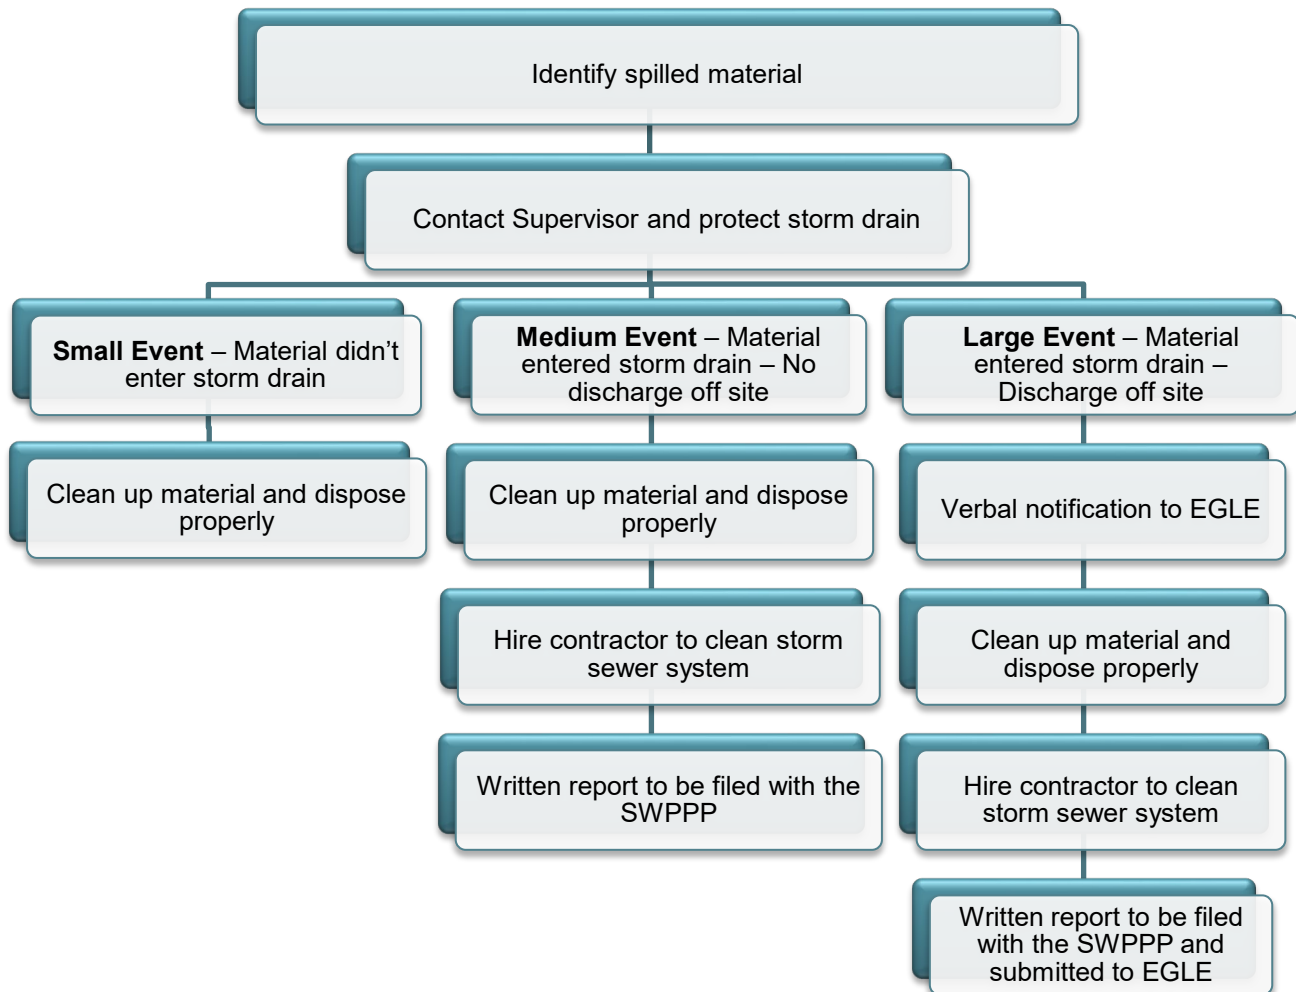 Identify spilled material
Contact Supervisor and protect storm drain
Small Event – Material didn’t
enter storm drain
Clean up material and dispose
properly
Medium Event – Material
entered storm drain – No
discharge off site
Clean up material and dispose
properly
Hire contractor to clean storm
sewer system
Written report to be filed with the
SWPPP
Large Event – Material
entered storm drain –
Discharge off site
Verbal notification to EGLE
Clean up material and
dispose properly
Hire contractor to clean
storm sewer system
Written report to be filed
with the SWPPP and
submitted to EGLE